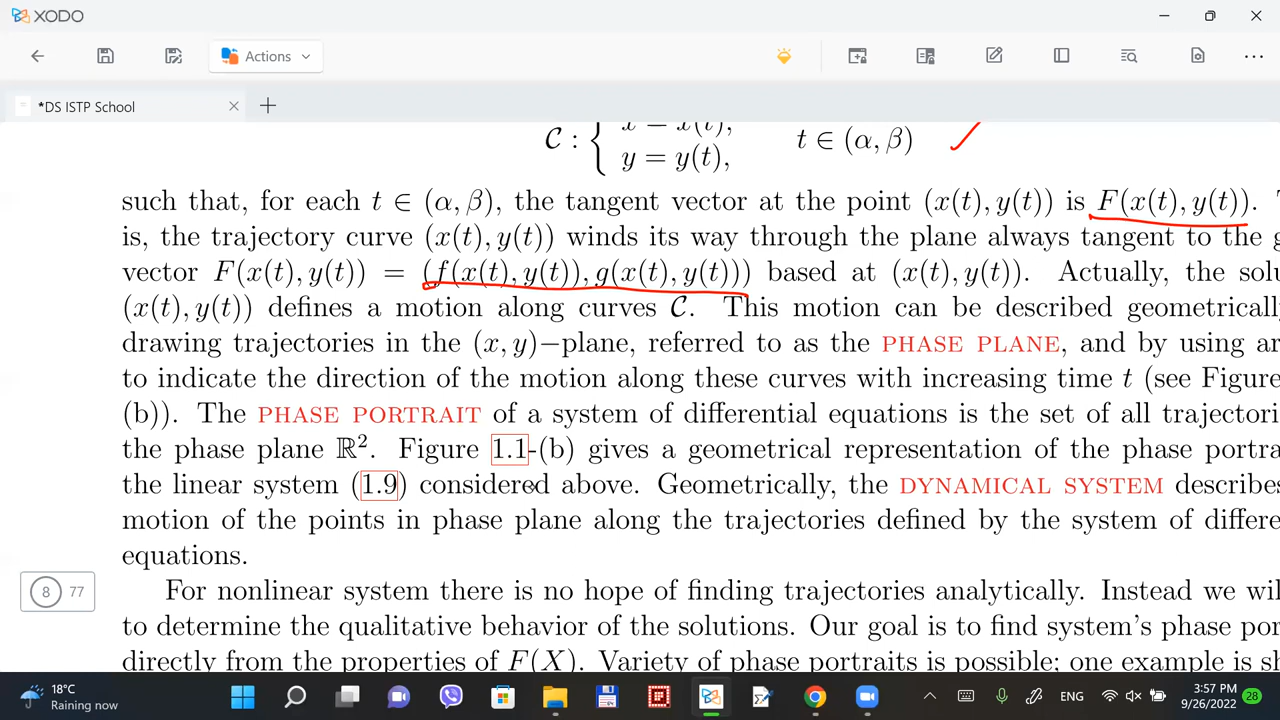 XODO
Actions
*DS ISTP School
C : { x = x(t), t ∈ (α, β)
y = y(t),
such that, for each t ∈ (α, β), the tangent vector at the point (x(t), y(t)) is F(x(t), y(t)).
is, the trajectory curve (x(t), y(t)) winds its way through the plane always tangent to the
vector F(x(t), y(t)) = (f(x(t), y(t)), g(x(t), y(t))) based at (x(t), y(t)). Actually, the
(x(t), y(t)) defines a motion along curves C. This motion can be described geometrically
drawing trajectories in the (x, y)−plane, referred to as the PHASE PLANE, and by using
to indicate the direction of the motion along these curves with increasing time t (see Figure
(b)). The PHASE PORTRAIT of a system of differential equations is the set of all
the phase plane ℝ². Figure 1.1-(b) gives a geometrical representation of the phase
the linear system (1.9) considered above. Geometrically, the DYNAMICAL SYSTEM describes
motion of the points in phase plane along the trajectories defined by the system of
equations.
8 77
For nonlinear system there is no hope of finding trajectories analytically. Instead we
to determine the qualitative behavior of the solutions. Our goal is to find system's phase
directly from the properties of F(X). Variety of phase portraits is possible; one example is
18°C
Raining now
ENG
3:57 PM
9/26/2022
28